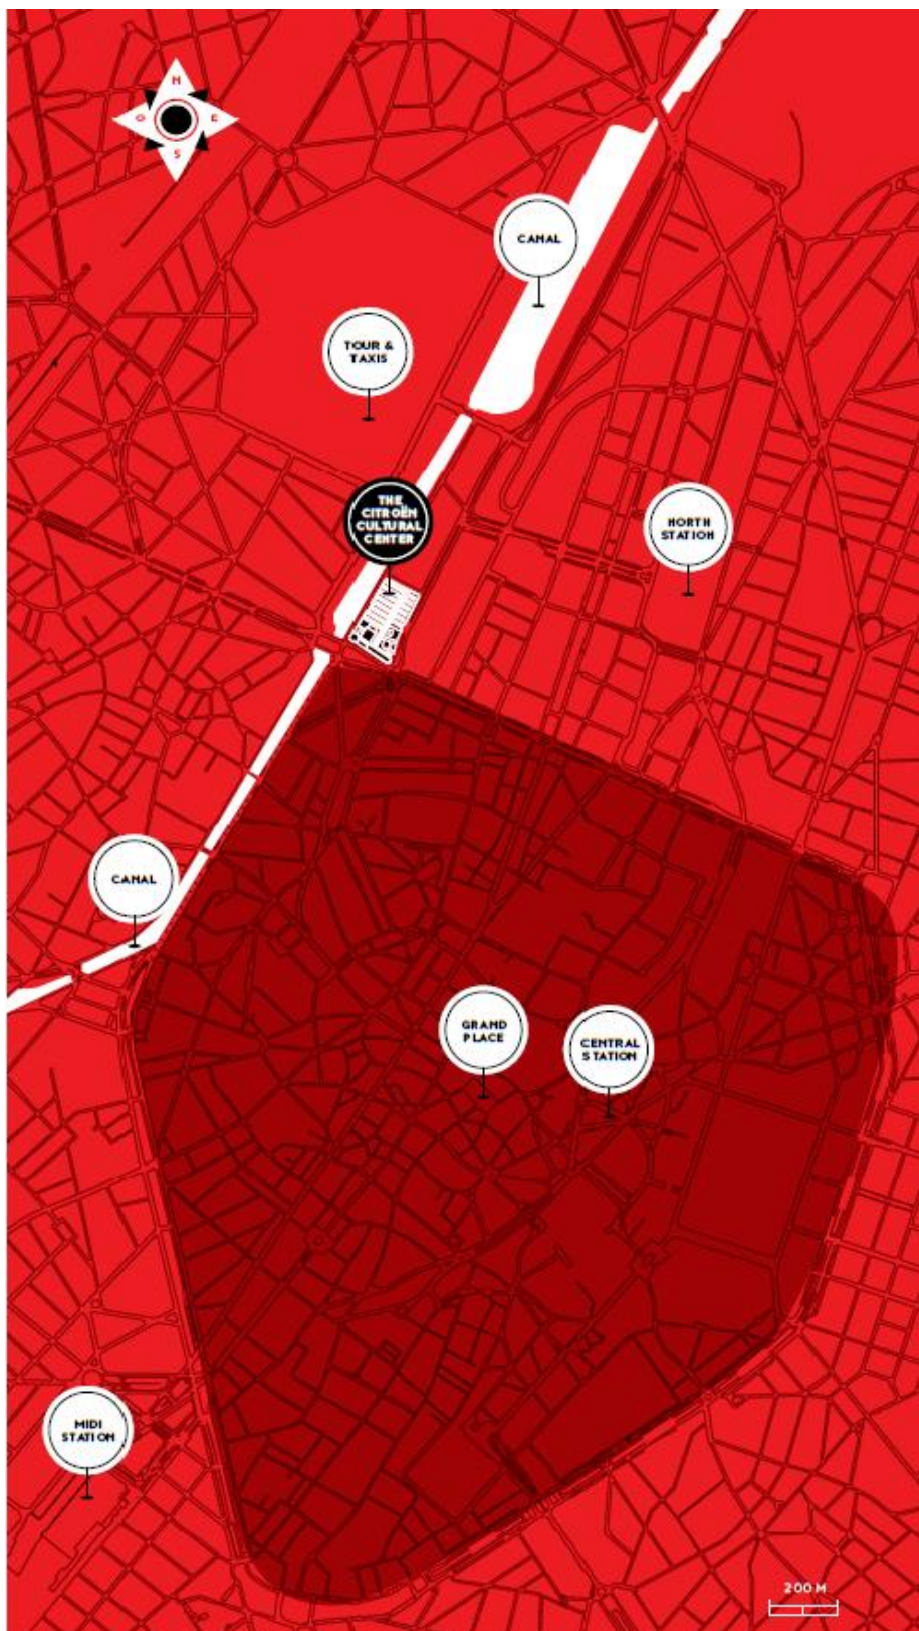 N
O
E
S
CANAL
TOUR &
TAXIS
THE
CITROËN
CULTURAL
CENTER
NORTH
STATION
CANAL
GRAND
PLACE
CENTRAL
STATION
MIDI
STATION
200 M